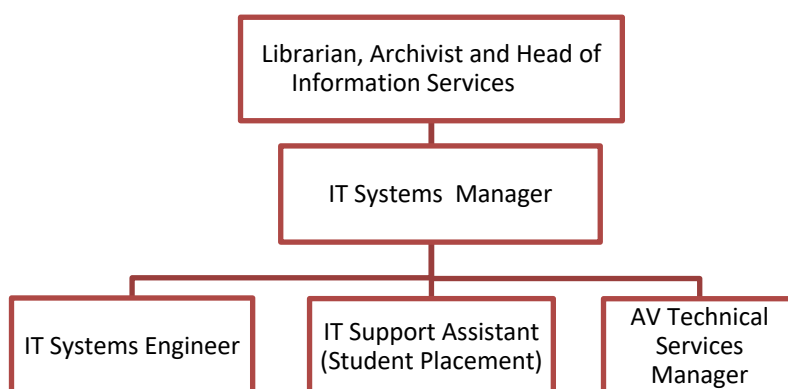 Librarian, Archivist and Head of
Information Services
IT Systems Manager
IT Systems Engineer
IT Support Assistant
(Student Placement)
AV Technical
Services
Manager